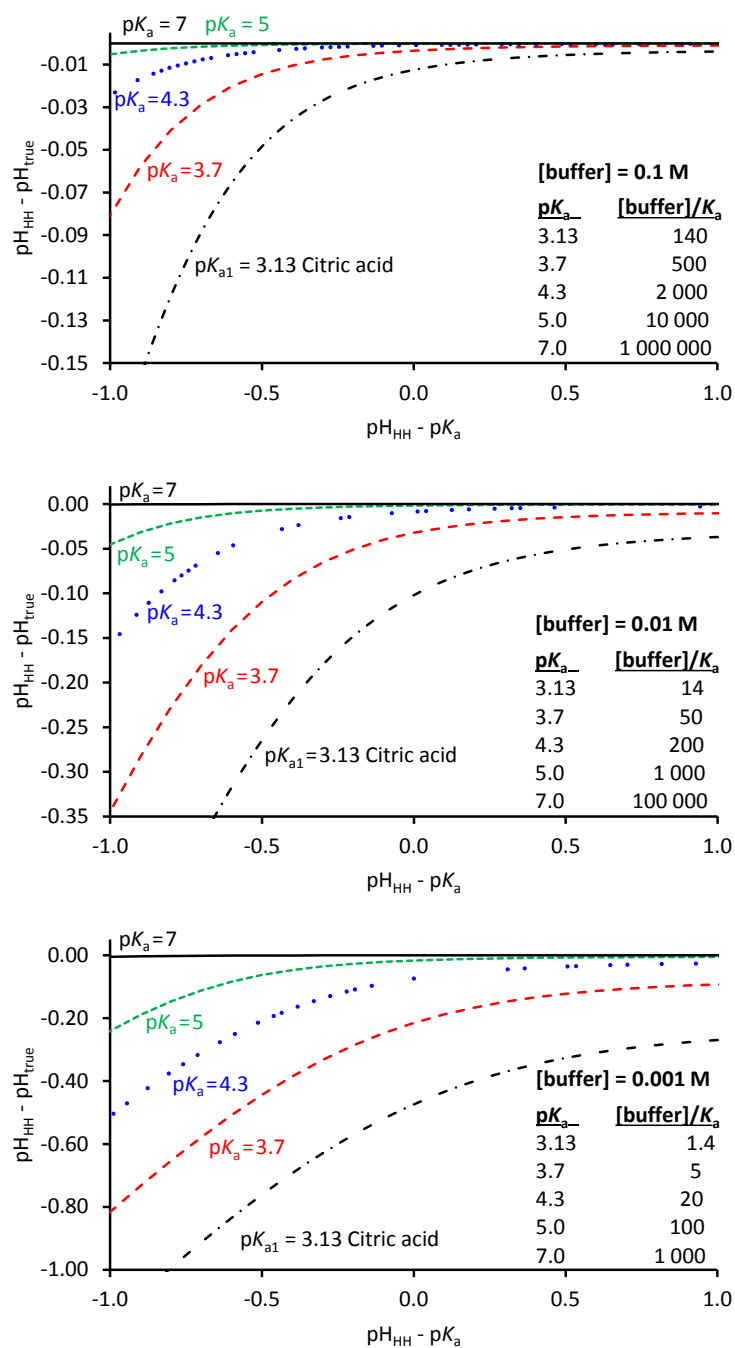 pKa = 7 pKa = 5
-0.01
-0.03
pKa=4.3
-0.05
pKa=3.7
-0.07
[buffer] = 0.1 M
pKa [buffer]/Ka
-0.09
3.13 140
pKa1 = 3.13 Citric acid
3.7 500
-0.11
4.3 2 000
-0.13
5.0 10 000
7.0 1 000 000
-0.15
pHHH - pHtrue
-1.0 -0.5 0.0 0.5 1.0
pHHH - pKa
pKa=7
0.00
-0.05
pKa=5
-0.10
pKa=4.3
-0.15
[buffer] = 0.01 M
-0.20
pKa=3.7
pKa [buffer]/Ka
3.13 14
-0.25
3.7 50
4.3 200
pKa1=3.13 Citric acid
-0.30
5.0 1 000
7.0 100 000
-0.35
pHHH - pHtrue
-1.0 -0.5 0.0 0.5 1.0
pHHH - pKa
pKa=7
0.00
-0.20
pKa=5
-0.40
pKa=4.3
[buffer] = 0.001 M
pKa [buffer]/Ka
-0.60
pKa=3.7
3.13 1.4
3.7 5
-0.80
4.3 20
5.0 100
pKa1 = 3.13 Citric acid
7.0 1 000
-1.00
pHHH - pHtrue
-1.0 -0.5 0.0 0.5 1.0
pHHH - pKa